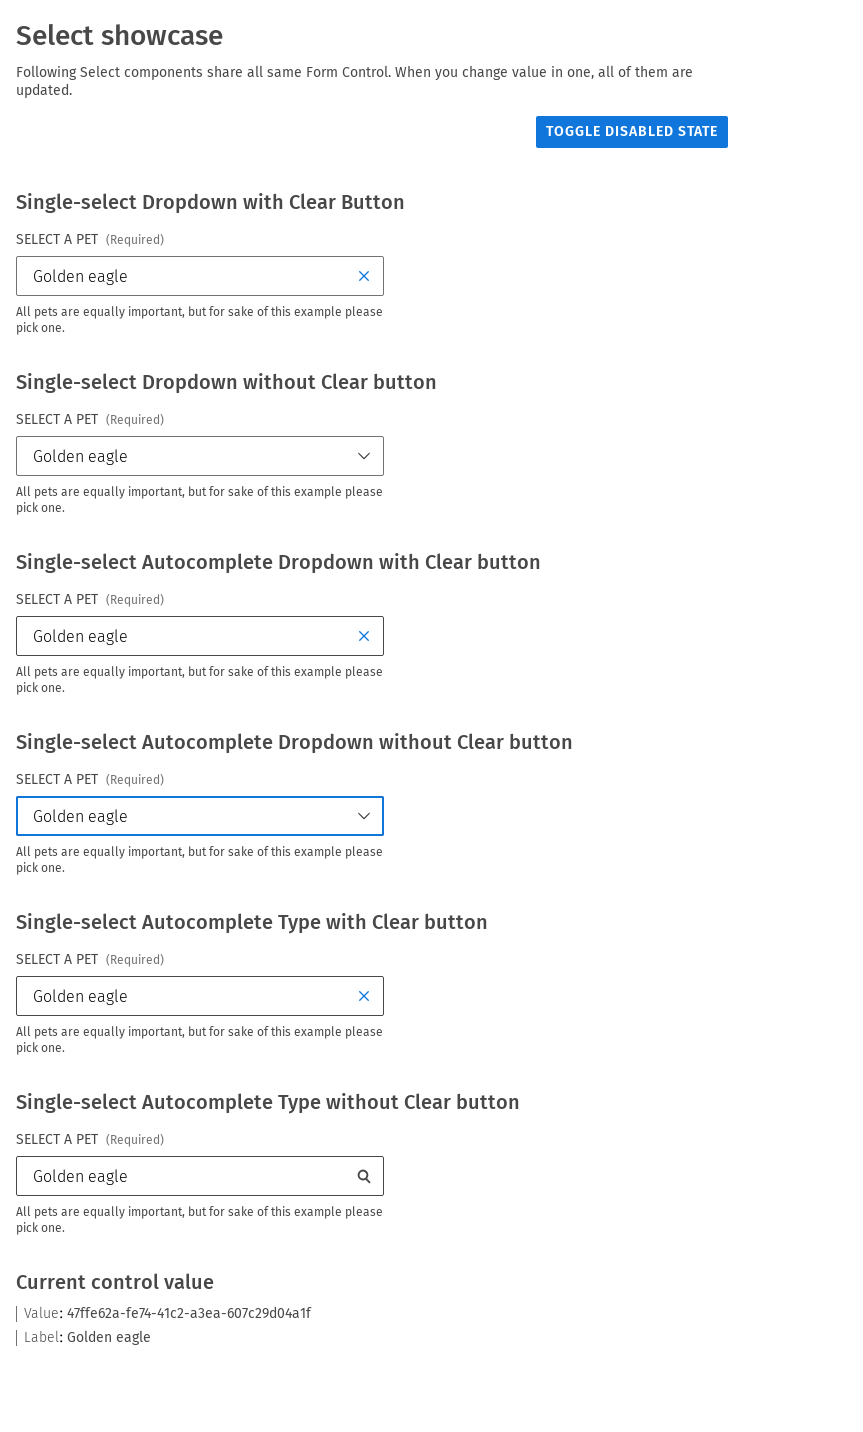 Select showcase
Following Select components share all same Form Control. When you change value in one, all of them are
updated.
TOGGLE DISABLED STATE
Single-select Dropdown with Clear Button
SELECT A PET (Required)
Golden eagle
All pets are equally important, but for sake of this example please
pick one.
Single-select Dropdown without Clear button
SELECT A PET (Required)
Golden eagle
All pets are equally important, but for sake of this example please
pick one.
Single-select Autocomplete Dropdown with Clear button
SELECT A PET (Required)
Golden eagle
All pets are equally important, but for sake of this example please
pick one.
Single-select Autocomplete Dropdown without Clear button
SELECT A PET (Required)
Golden eagle
All pets are equally important, but for sake of this example please
pick one.
Single-select Autocomplete Type with Clear button
SELECT A PET (Required)
Golden eagle
All pets are equally important, but for sake of this example please
pick one.
Single-select Autocomplete Type without Clear button
SELECT A PET (Required)
Golden eagle
All pets are equally important, but for sake of this example please
pick one.
Current control value
Value: 47ffe62a-fe74-41c2-a3ea-607c29d04a1f
Label: Golden eagle